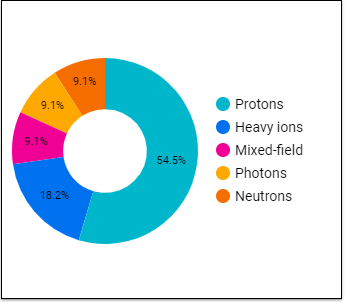 9.1%
9.1%
9.1%
18.2%
54.5%
Protons
Heavy ions
Mixed-field
Photons
Neutrons